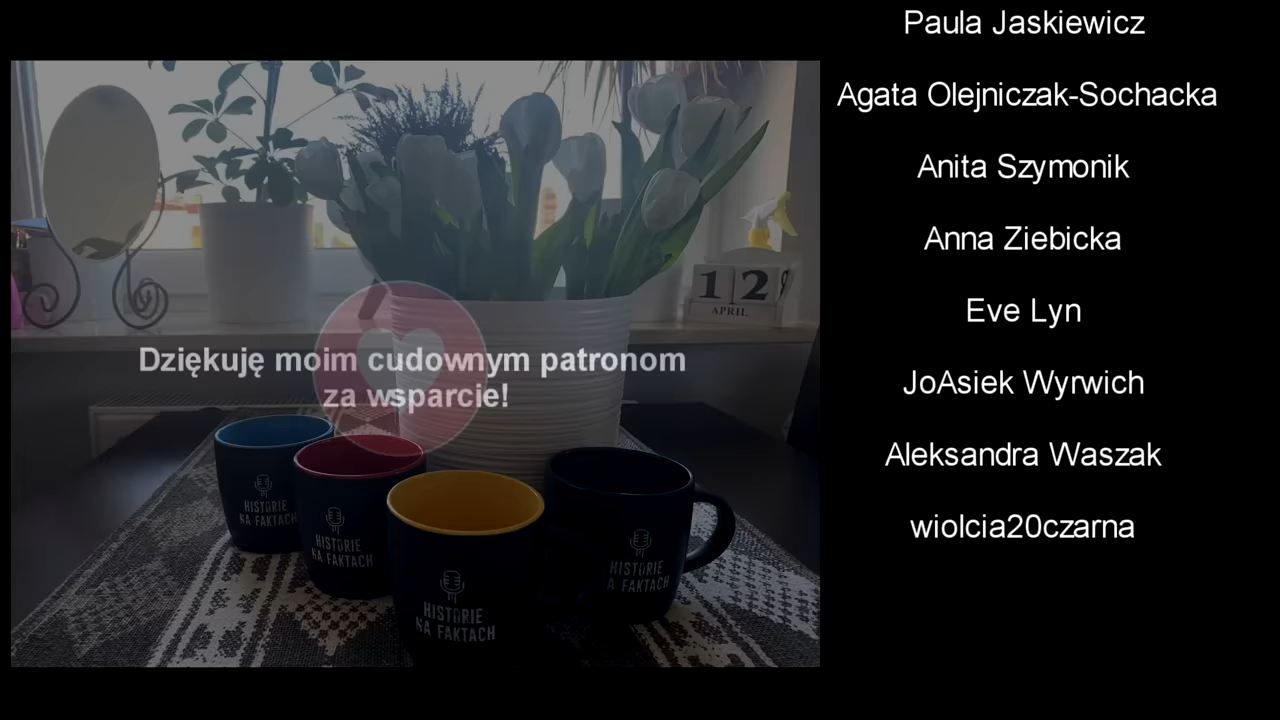 Paula Jaskiewicz
Agata Olejniczak-Sochacka
Anita Szymonik
Anna Ziebicka
Eve Lyn
JoAsiek Wyrwich
Aleksandra Waszak
wiolcia20czarna
Dziękuję moim cudownym patronom
za wsparcie!
12
APRIL
HISTORIE
NA FAKTACH
HISTORIE
NA FAKTACH
HISTORIE
NA FAKTACH
HISTORIE
A FAKTACH